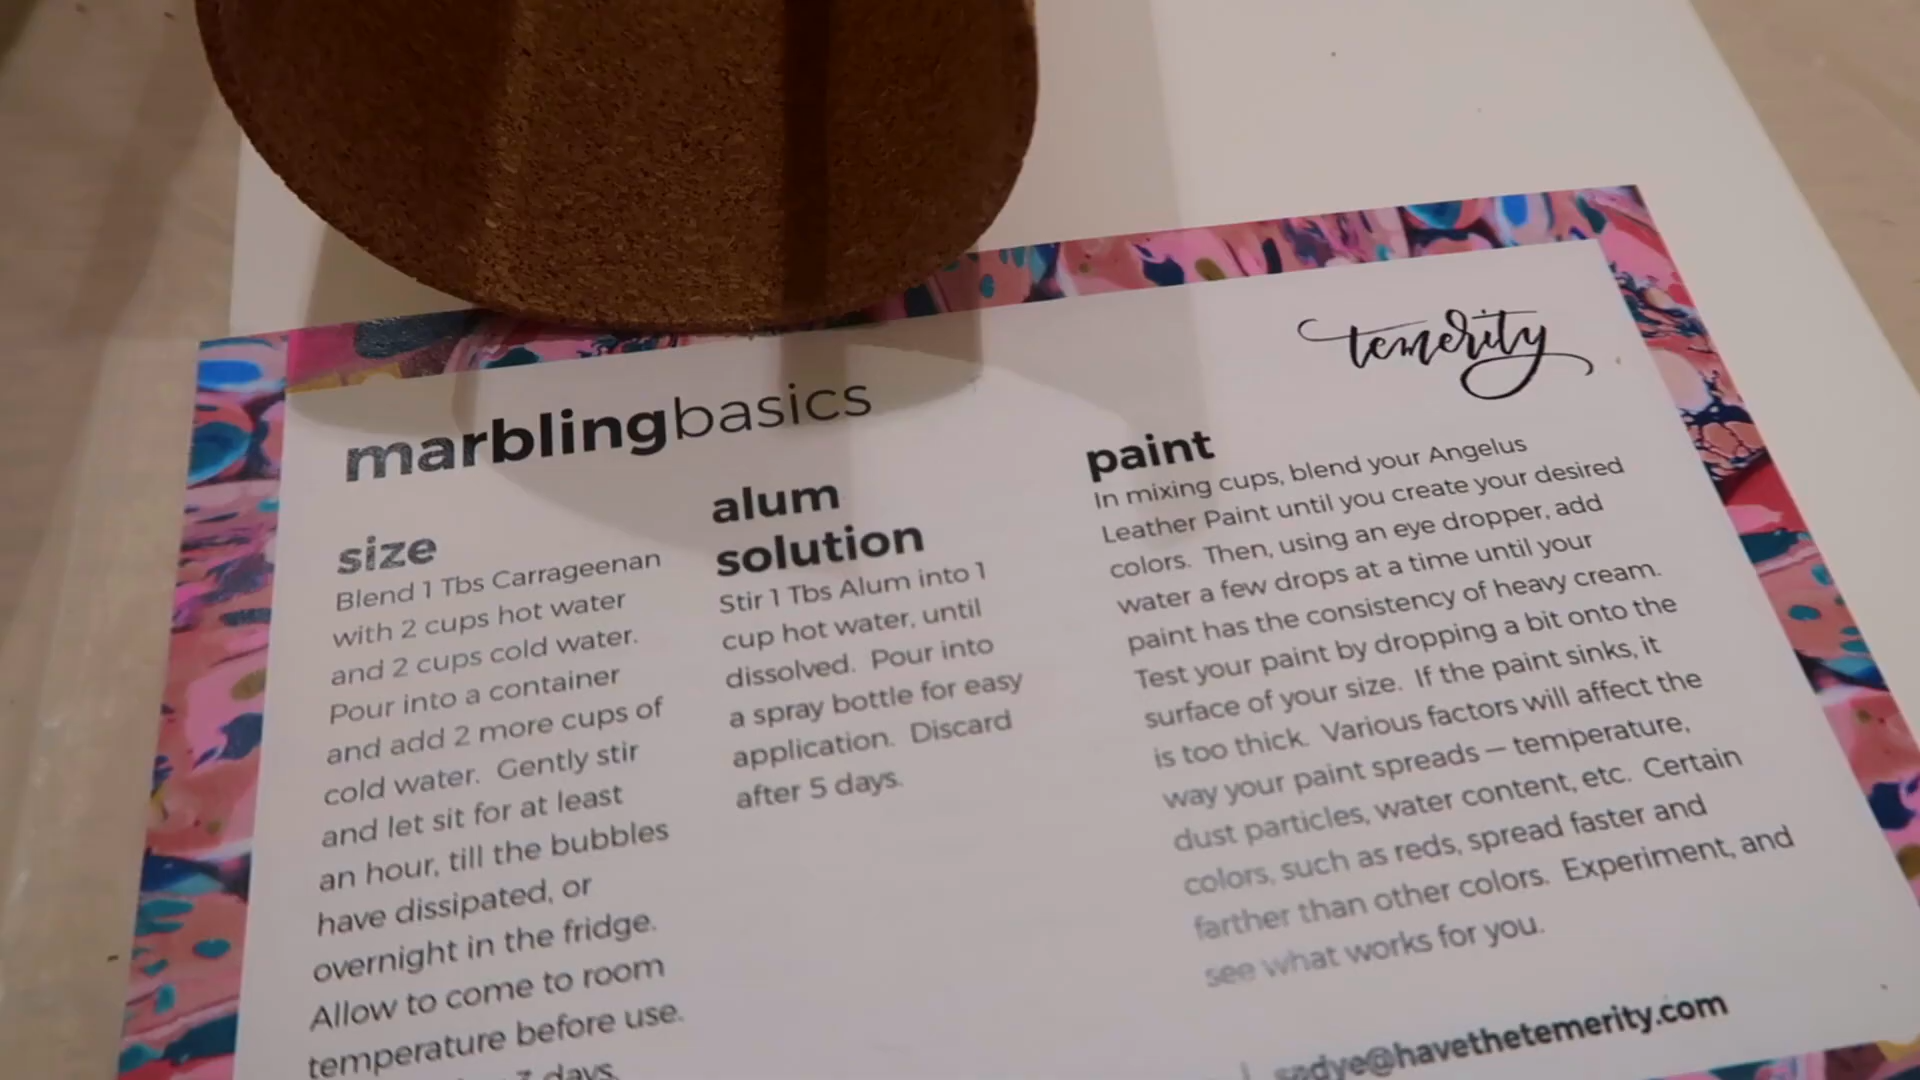 temerity
marblingbasics
size
Blend 1 Tbs Carrageenan
with 2 cups hot water
and 2 cups cold water.
Pour into a container
and add 2 more cups of
cold water. Gently stir
and let sit for at least
an hour, till the bubbles
have dissipated, or
overnight in the fridge.
Allow to come to room
temperature before use.
days.
alum
solution
Stir 1 Tbs Alum into 1
cup hot water, until
dissolved. Pour into
a spray bottle for easy
application. Discard
after 5 days.
paint
In mixing cups, blend your Angelus
Leather Paint until you create your desired
colors. Then, using an eye dropper, add
water a few drops at a time until your
paint has the consistency of heavy cream.
Test your paint by dropping a bit onto the
surface of your size. If the paint sinks, it
is too thick. Various factors will affect the
way your paint spreads — temperature,
dust particles, water content, etc. Certain
colors, such as reds, spread faster and
farther than other colors. Experiment, and
see what works for you.
sadye@havethetemerity.com